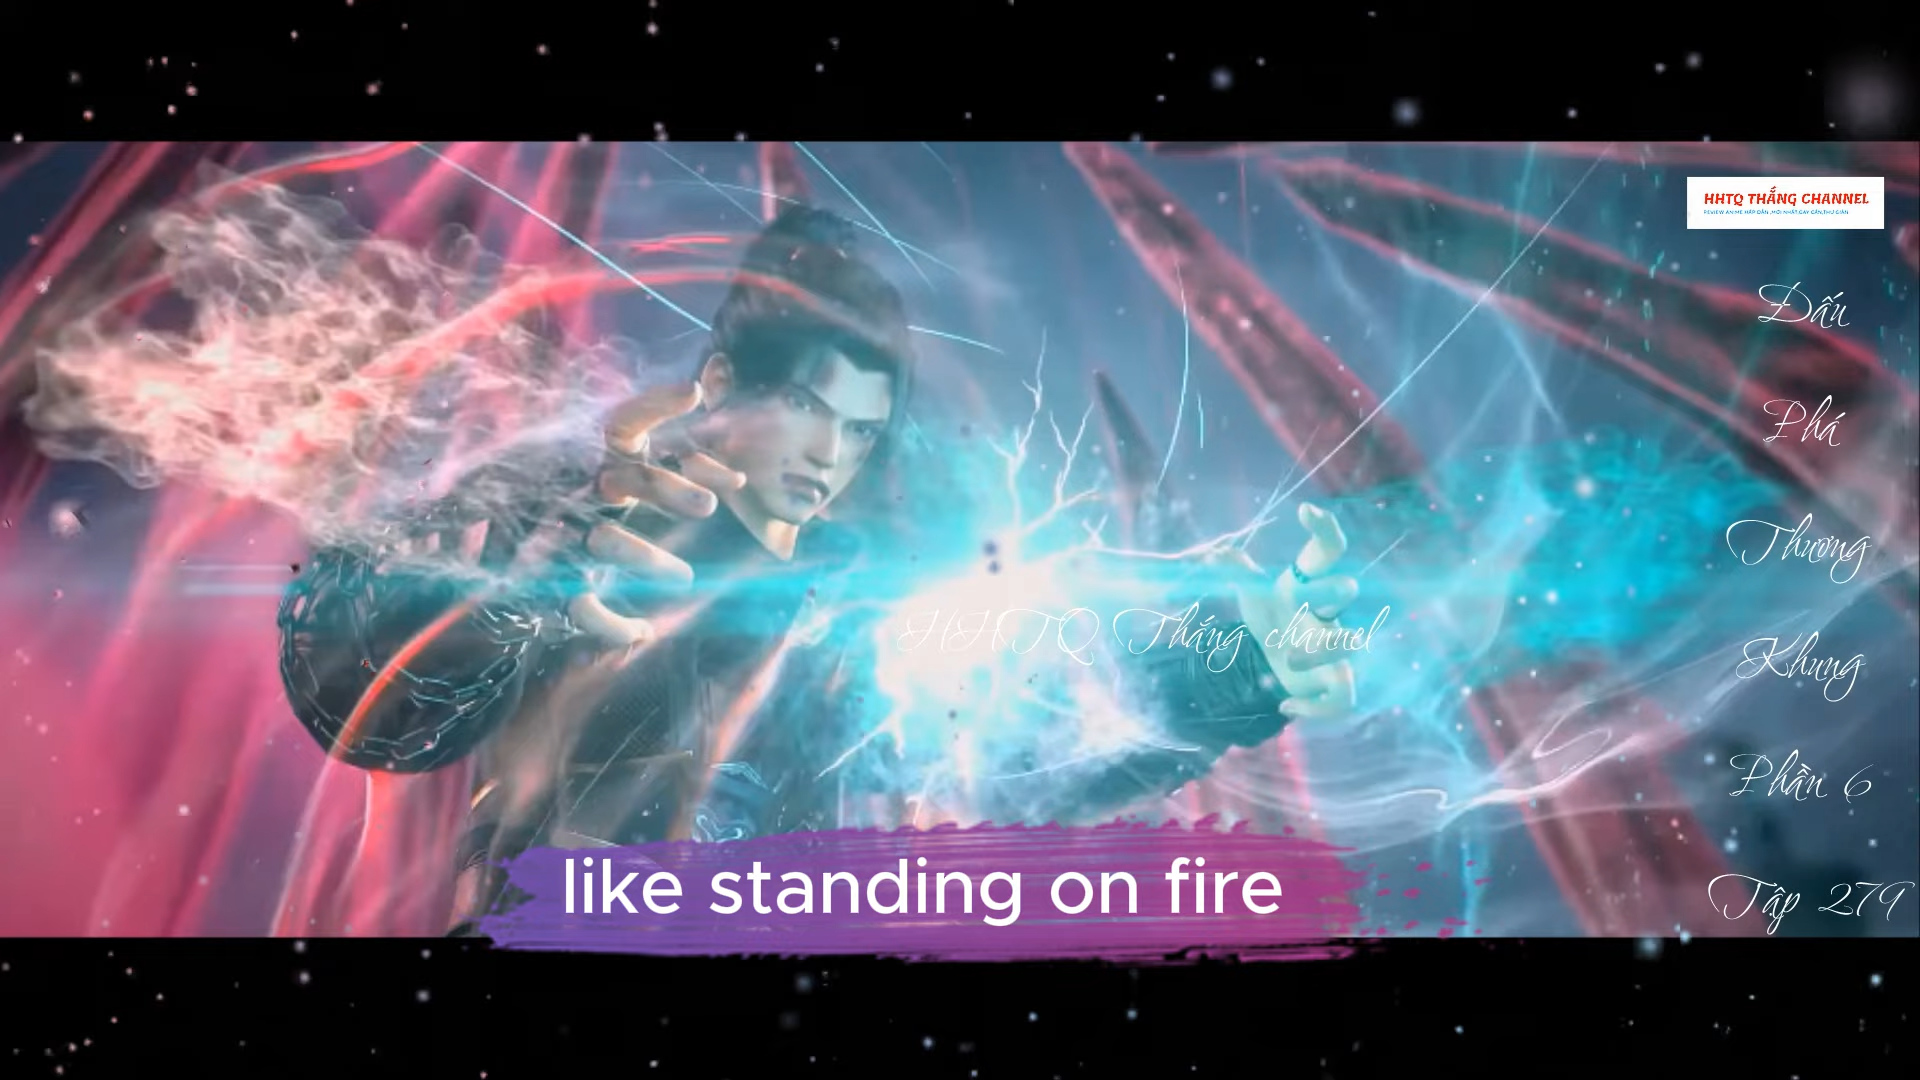 HHTQ THẮNG CHANNEL
Đấu
Phá
Thương
HHTQ Thắng channel
Khung
Phần 6
like standing on fire
Tập 279